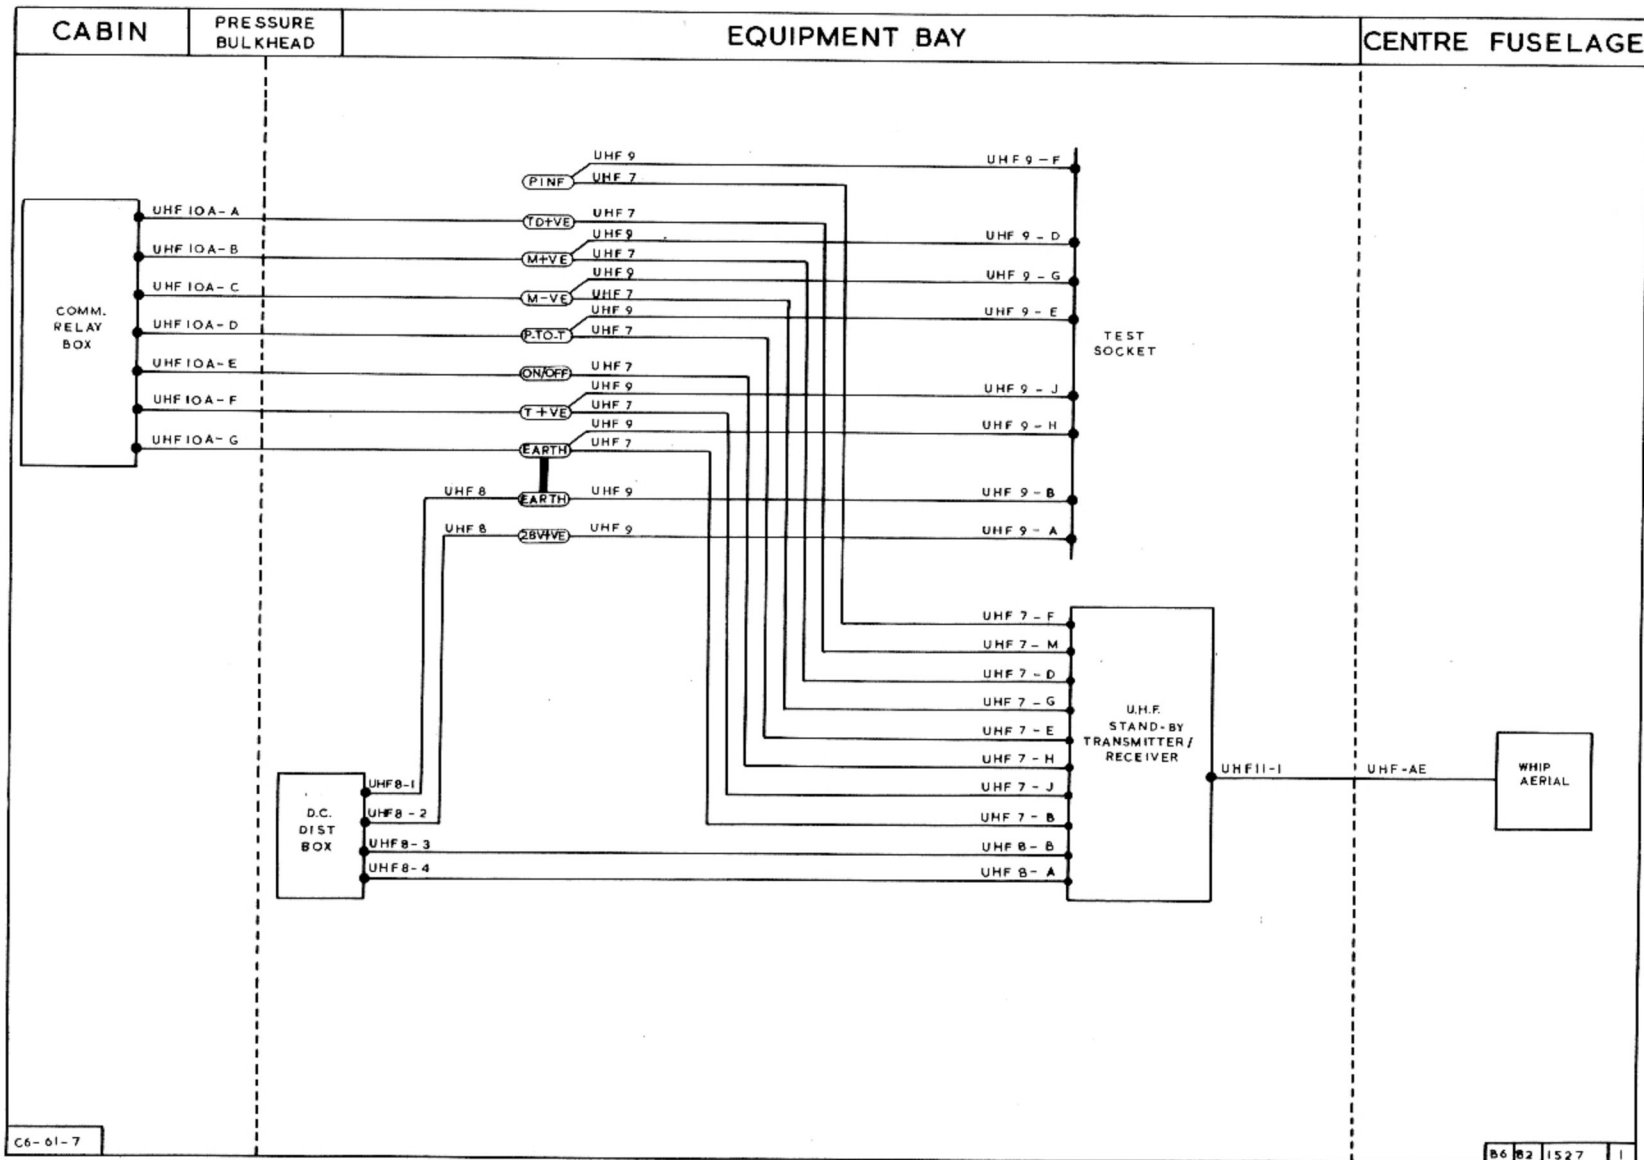 CABIN
PRESSURE
BULKHEAD
EQUIPMENT BAY
CENTRE FUSELAGE
UHF 9
UHF 9 - F
PINF
UHF 7
UHF 10A - A
TD+VE
UHF 7
UHF 9
UHF 9 - D
UHF 10A - B
M+VE
UHF 7
UHF 9
UHF 9 - G
UHF 10A - C
M-VE
UHF 7
UHF 9
UHF 9 - E
COMM.
RELAY
BOX
UHF 10A - D
P-TO-T
UHF 7
TEST
SOCKET
UHF 10A - E
ON/OFF
UHF 7
UHF 9
UHF 9 - J
UHF 10A - F
T +VE
UHF 7
UHF 9
UHF 9 - H
UHF 10A - G
EARTH
UHF 7
UHF 8
EARTH
UHF 9
UHF 9 - B
UHF 8
28V+VE
UHF 9
UHF 9 - A
UHF 7 - F
UHF 7 - M
UHF 7 - D
UHF 7 - G
UHF 7 - E
UHF 7 - H
UHF 7 - J
UHF 7 - B
UHF 8 - B
UHF 8 - A
U.H.F.
STAND-BY
TRANSMITTER/
RECEIVER
UHF11-1
UHF-AE
WHIP
AERIAL
D.C.
DIST
BOX
UHF8-1
UHF8 - 2
UHF8-3
UHF8-4
C6-61-7
B6 82 1527 1